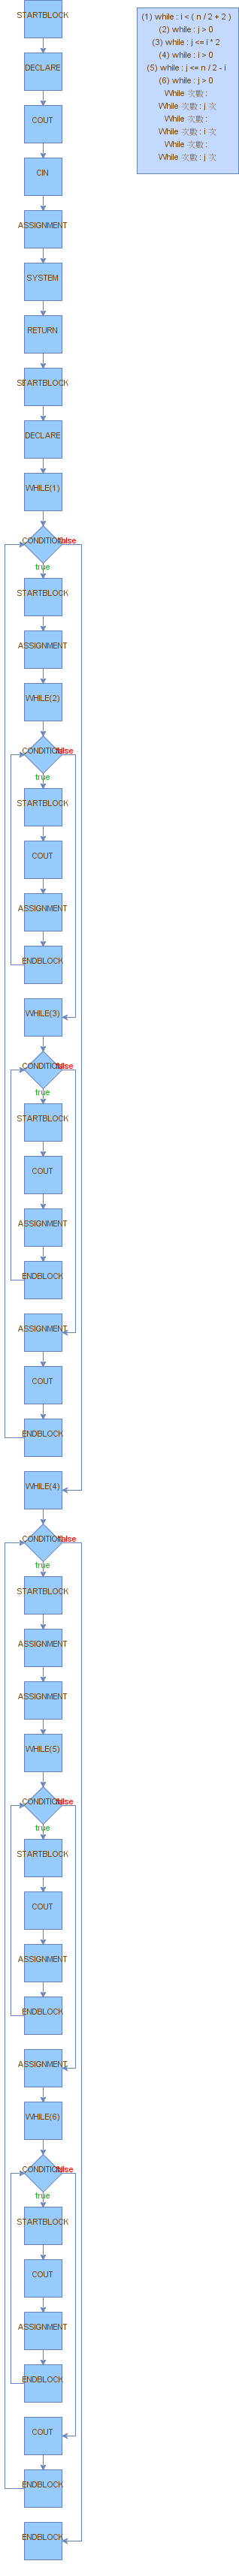 STARTBLOCK
DECLARE
COUT
CIN
ASSIGNMENT
SYSTEM
RETURN
STARTBLOCK
DECLARE
WHILE(1)
CONDITION
false
true
STARTBLOCK
ASSIGNMENT
WHILE(2)
CONDITION
false
true
STARTBLOCK
COUT
ASSIGNMENT
ENDBLOCK
WHILE(3)
CONDITION
false
true
STARTBLOCK
COUT
ASSIGNMENT
ENDBLOCK
ASSIGNMENT
COUT
ENDBLOCK
WHILE(4)
CONDITION
false
true
STARTBLOCK
ASSIGNMENT
ASSIGNMENT
WHILE(5)
CONDITION
false
true
STARTBLOCK
COUT
ASSIGNMENT
ENDBLOCK
ASSIGNMENT
WHILE(6)
CONDITION
false
true
STARTBLOCK
COUT
ASSIGNMENT
ENDBLOCK
COUT
ENDBLOCK
ENDBLOCK
(1) while : i < ( n / 2 + 2 )
(2) while : j > 0
(3) while : j <= i * 2
(4) while : i > 0
(5) while : j <= n / 2 - i
(6) while : j > 0
While 次數 :
While 次數 : j 次
While 次數 :
While 次數 : i 次
While 次數 :
While 次數 : j 次